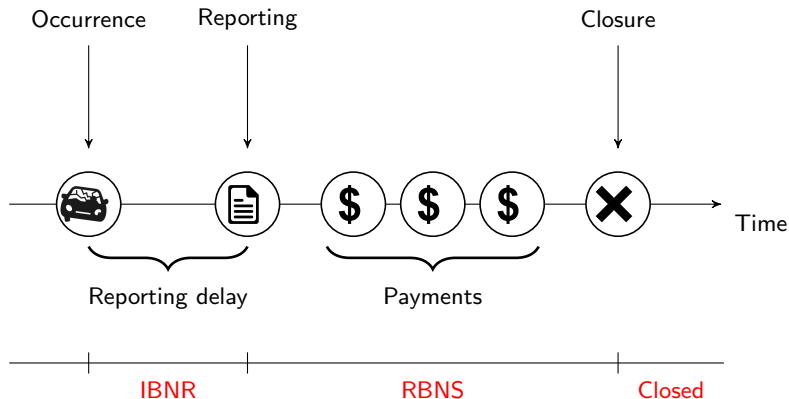 Occurrence
Reporting
Closure
$ $ $
Time
Reporting delay
Payments
IBNR
RBNS
Closed